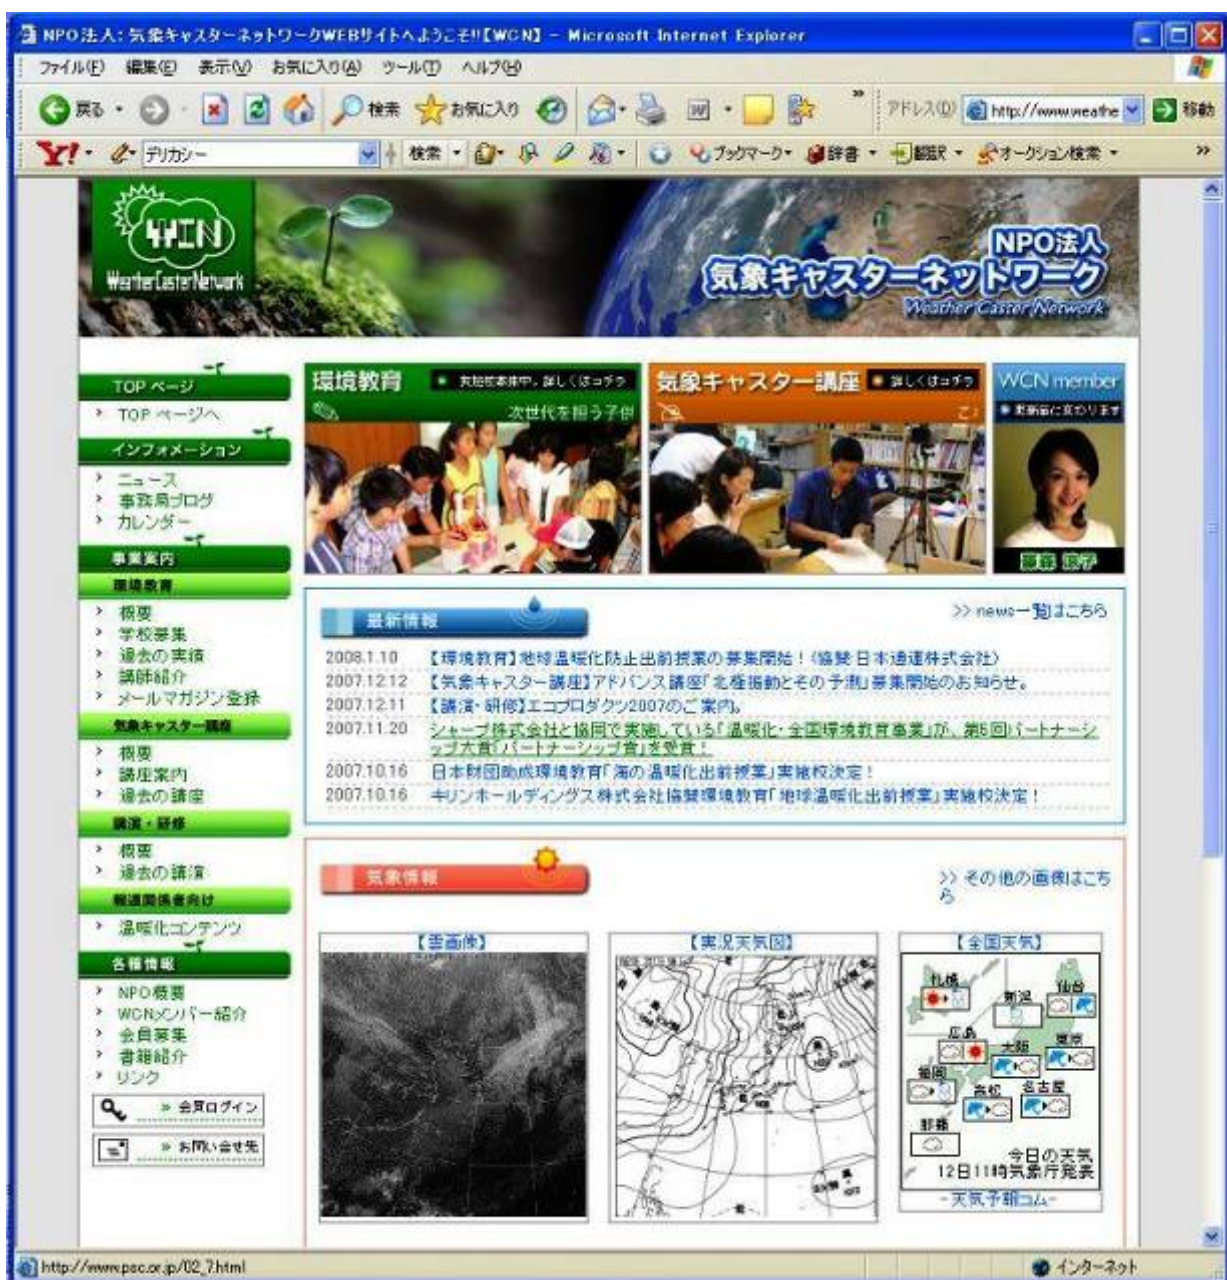 NPO法人:気象キャスターネットワークWEBサイトへようこそ!!【WCN】 - Microsoft Internet Explorer
ファイル(F) 編集(E) 表示(V) お気に入り(A) ツール(T) ヘルプ(H)
戻る 検索 お気に入り アドレス(D) http://www.weathe 移動
Y! デリカシー 検索 ブックマーク 辞書 翻訳 オークション検索
WeatherCasterNetwork
NPO法人
気象キャスターネットワーク
Weather Caster Network
TOP ページ
TOP ページへ
インフォメーション
ニュース
事務局ブログ
カレンダー
事業案内
環境教育
概要
学校募集
過去の実績
講師紹介
メールマガジン登録
気象キャスター講座
概要
講座案内
過去の講座
講演・研修
概要
過去の講演
報道関係者向け
温暖化コンテンツ
各種情報
NPO概要
WCNメンバー紹介
会員募集
書籍紹介
リンク
» 会員ログイン
» お問い合せ先
環境教育 詳しくはコチラ
次世代を担う子供
気象キャスター講座 詳しくはコチラ
WCN member
更新毎に変わります
藤森 涼子
最新情報
>> news一覧はこちら
2008.1.10 【環境教育】地球温暖化防止出前授業の募集開始!(協賛:日本通運株式会社)
2007.12.12 【気象キャスター講座】アドバンス講座「北極振動とその予測」募集開始のお知らせ。
2007.12.11 【講演・研修】エコプロダクツ2007のご案内。
2007.11.20 シャープ株式会社と協同で実施している「温暖化・全国環境教育事業」が、第5回パートナーシ
ップ大賞「パートナーシップ賞」を受賞!
2007.10.16 日本財団助成環境教育「海の温暖化出前授業」実施校決定!
2007.10.16 キリンホールディングス株式会社協賛環境教育「地球温暖化出前授業」実施校決定!
気象情報
>> その他の画像はこち
ら
【雲画像】
【実況天気図】
【全国天気】
札幌
新潟 仙台
広島 大阪 東京
福岡 高松 名古屋
那覇
今日の天気
12日11時気象庁発表
-天気予報コム-
http://www.psc.or.jp/02_7.html
インターネット